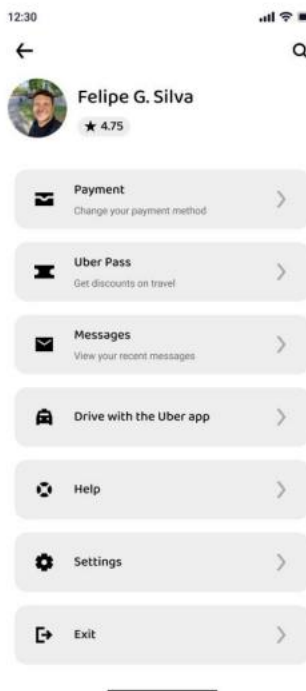 12:30
Felipe G. Silva
★ 4.75
Payment
Change your payment method
Uber Pass
Get discounts on travel
Messages
View your recent messages
Drive with the Uber app
Help
Settings
Exit